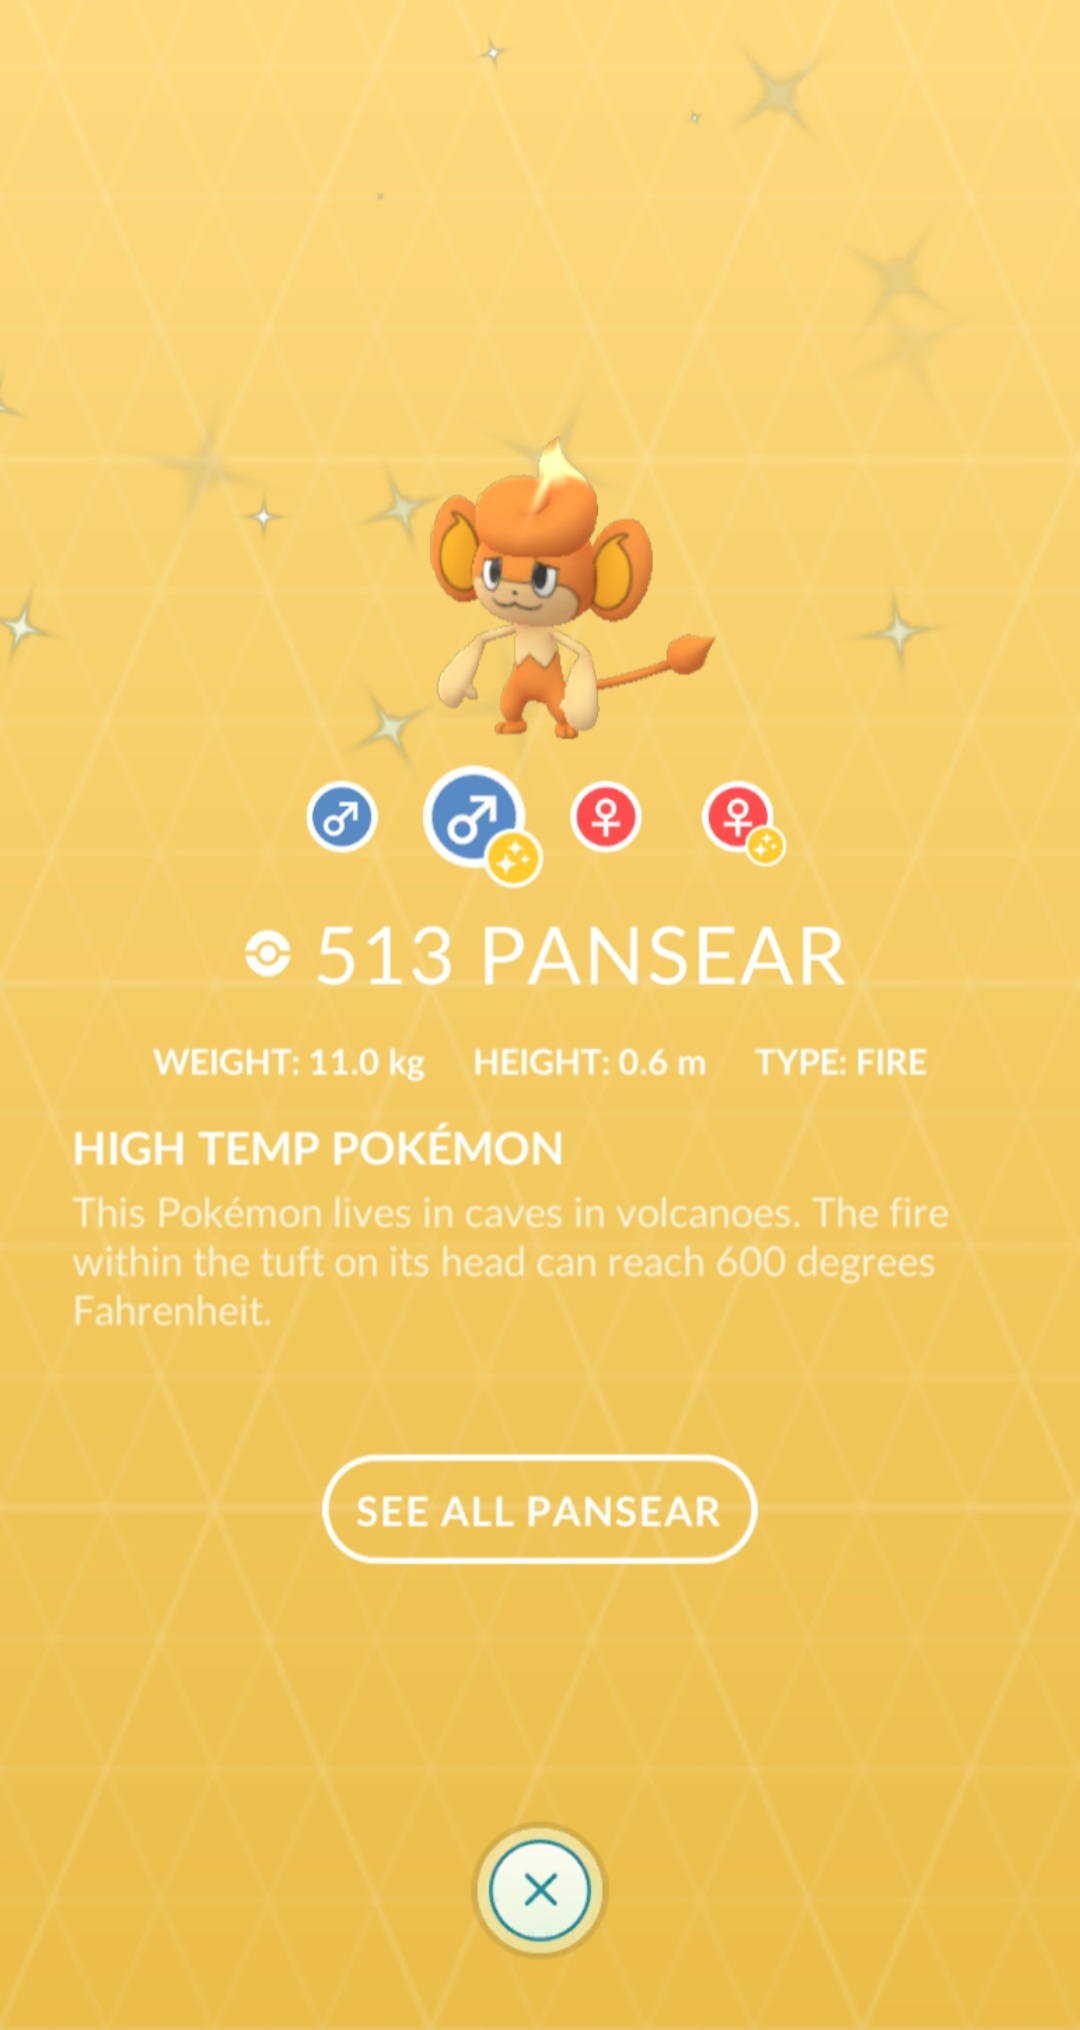 513 PANSEAR
WEIGHT: 11.0 kg HEIGHT: 0.6 m TYPE: FIRE
HIGH TEMP POKÉMON
This Pokémon lives in caves in volcanoes. The fire
within the tuft on its head can reach 600 degrees
Fahrenheit.
SEE ALL PANSEAR